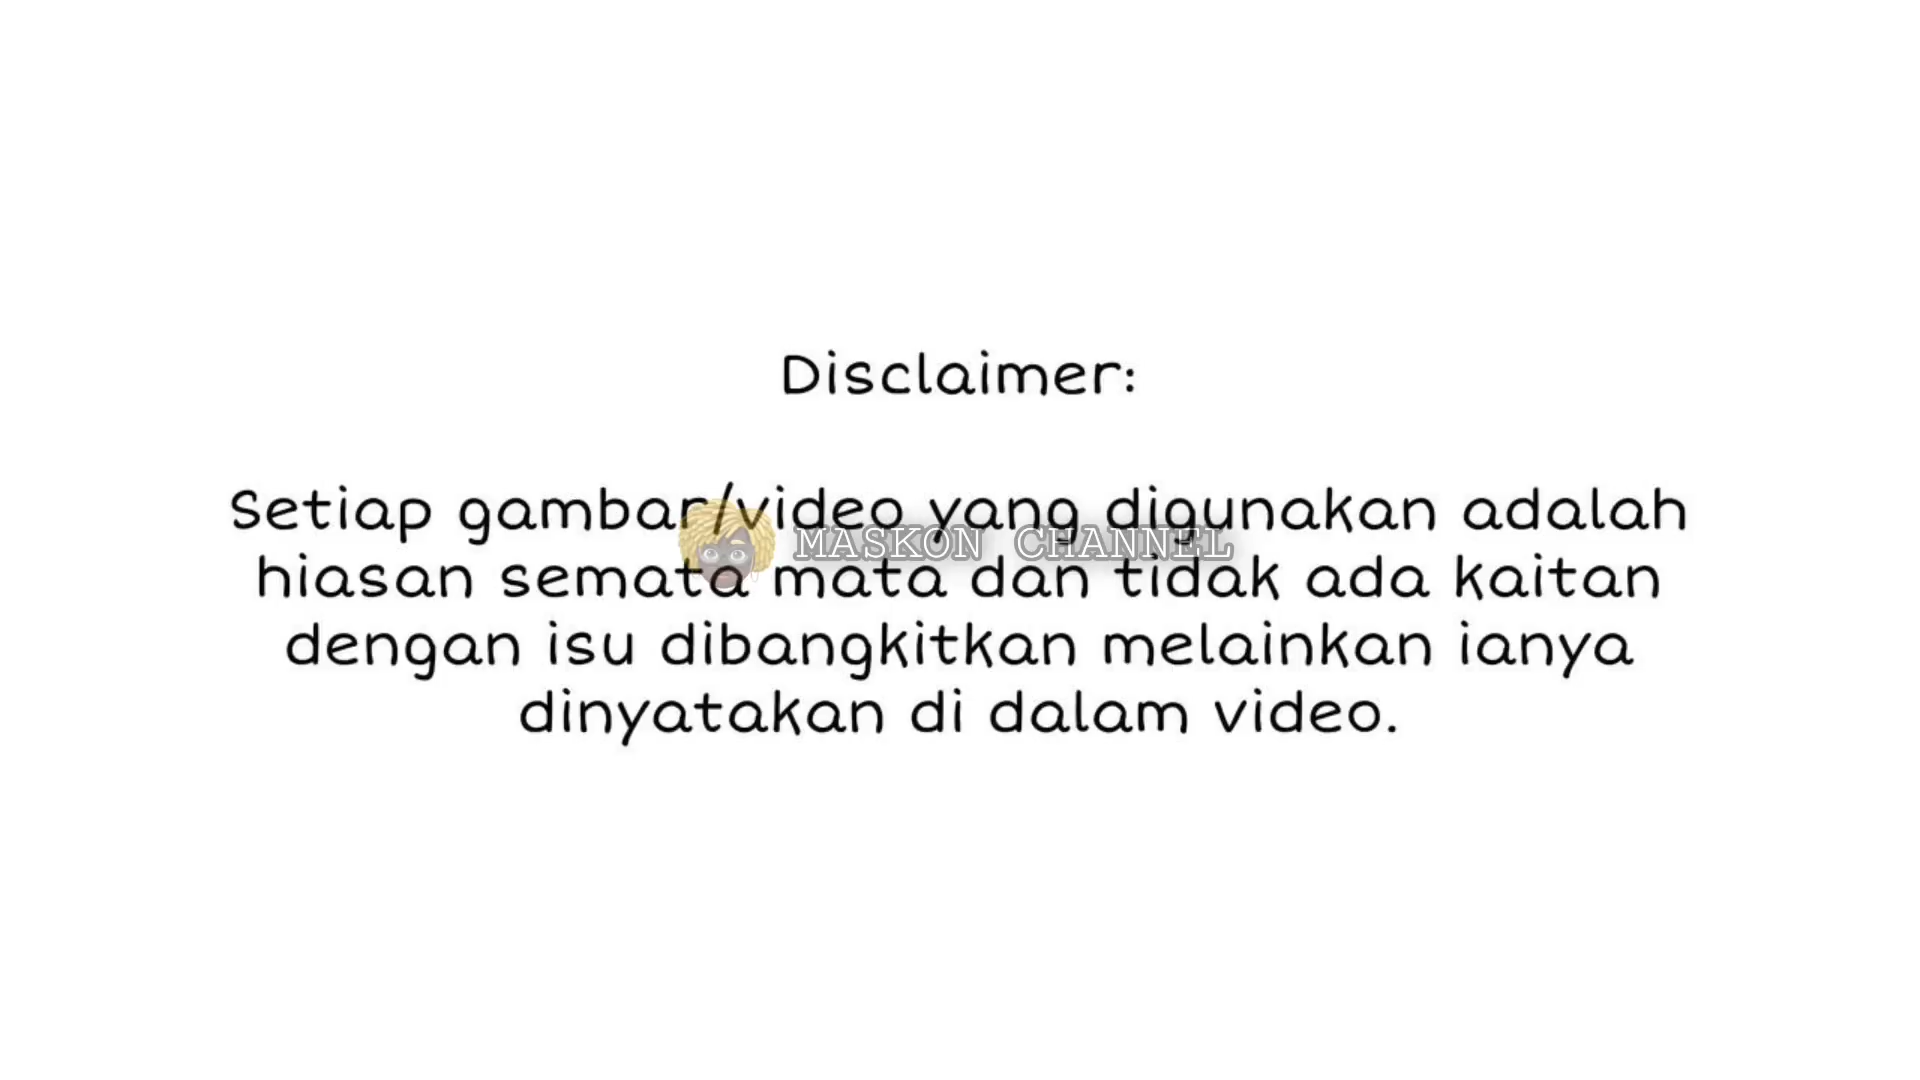 Disclaimer:
Setiap gambar/video yang digunakan adalah
MASKON CHANNEL
hiasan semata mata dan tidak ada kaitan
dengan isu dibangkitkan melainkan ianya
dinyatakan di dalam video.